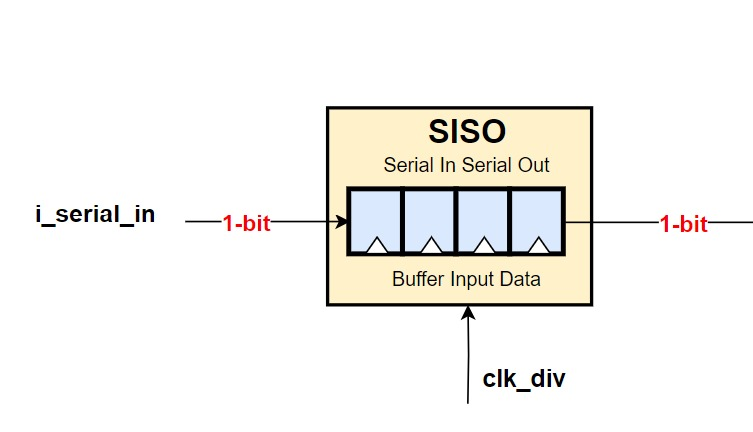 SISO
Serial In Serial Out
i_serial_in
1-bit
1-bit
Buffer Input Data
clk_div